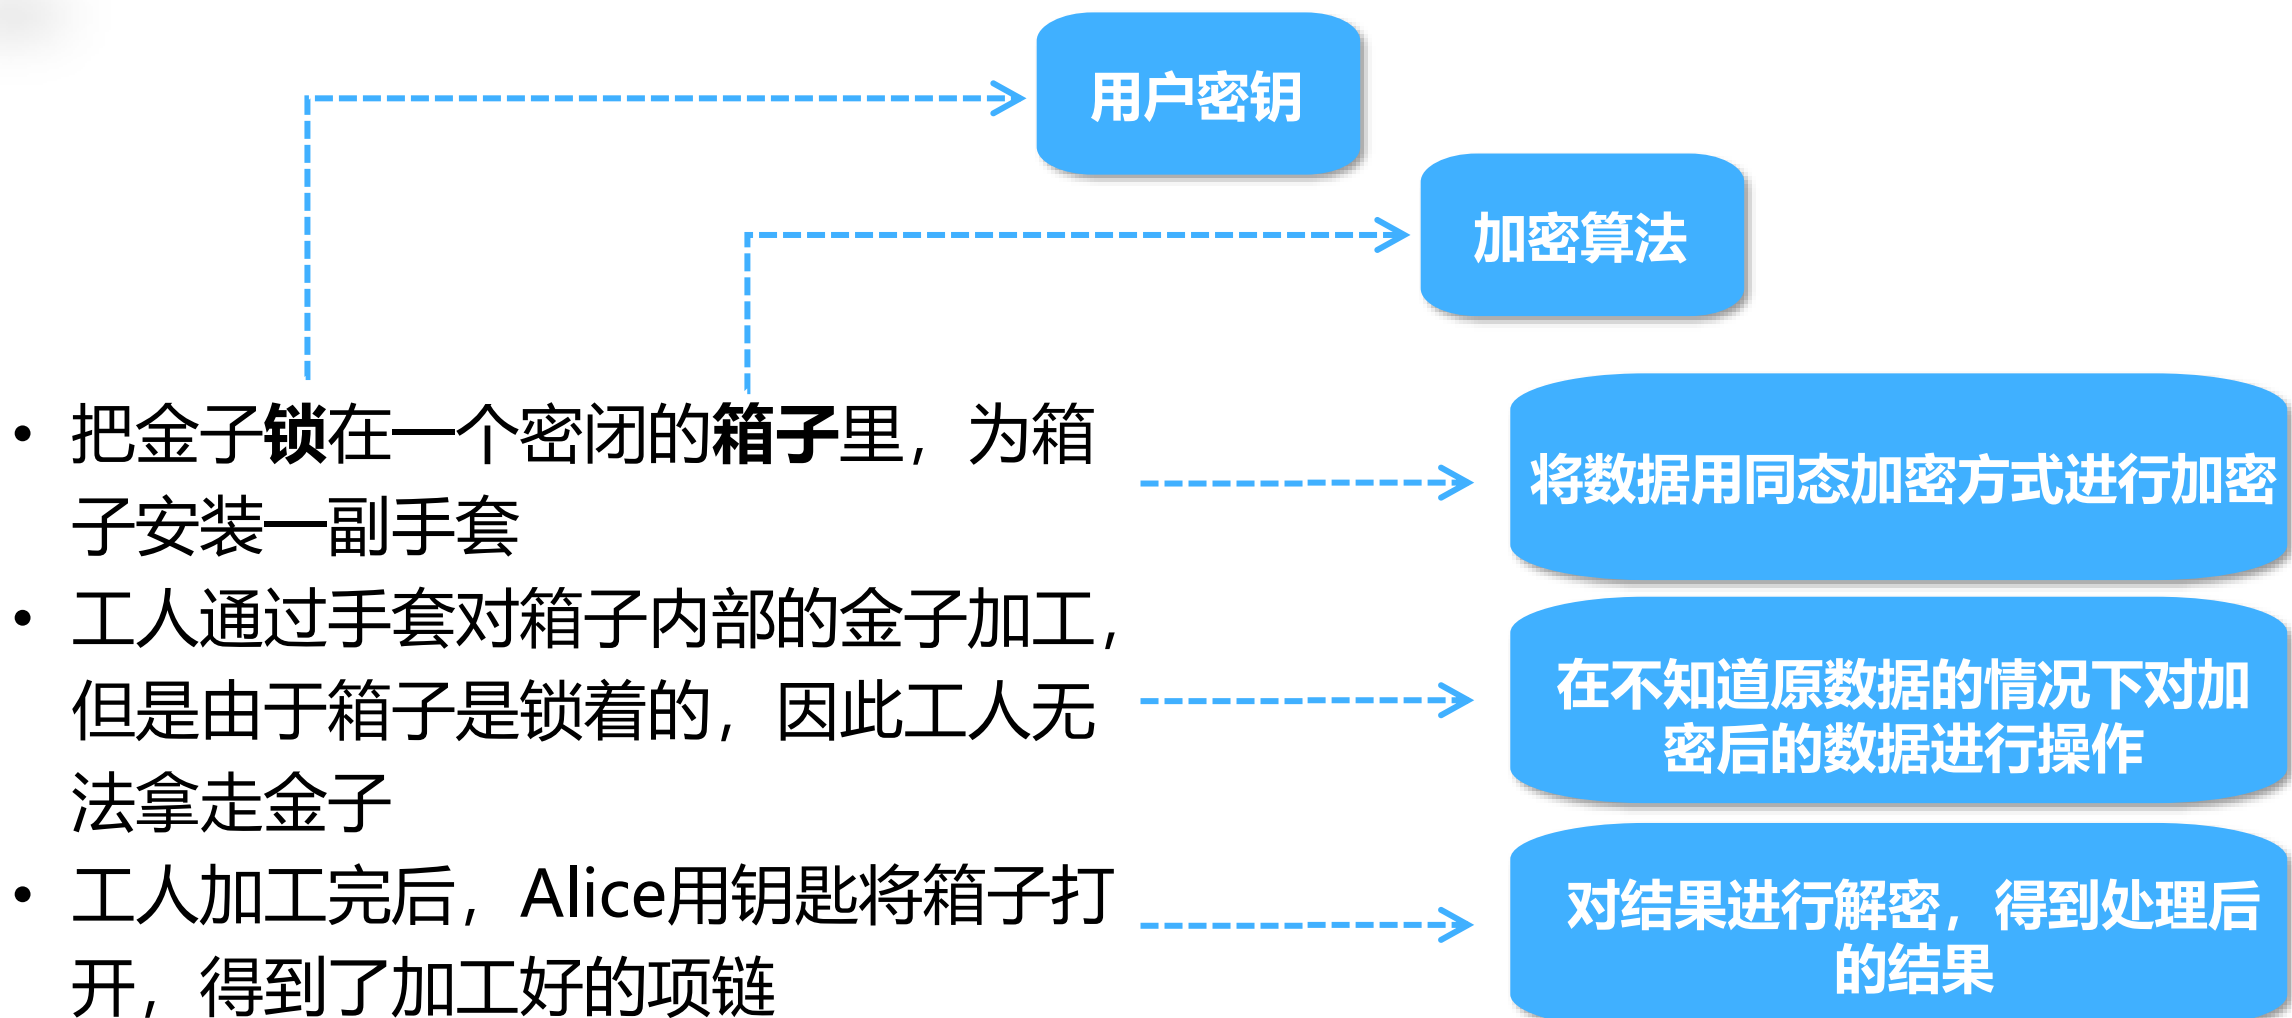 用户密钥
加密算法
• 把金子锁在一个密闭的箱子里，为箱
子安装一副手套
将数据用同态加密方式进行加密
• 工人通过手套对箱子内部的金子加工，
但是由于箱子是锁着的，因此工人无
法拿走金子
在不知道原数据的情况下对加
密后的数据进行操作
• 工人加工完后，Alice用钥匙将箱子打
开，得到了加工好的项链
对结果进行解密，得到处理后
的结果